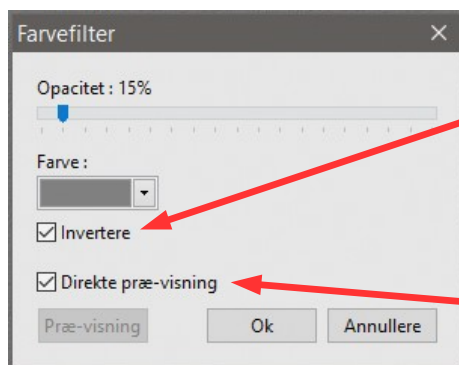 Farvefilter
Opacitet : 15%
Farve :
Invertere
Direkte præ-visning
Præ-visning Ok Annullere